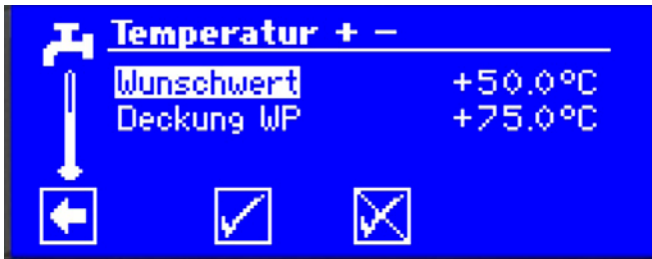 Temperatur + −
Wunschwert +50.0°C
Deckung WP +75.0°C